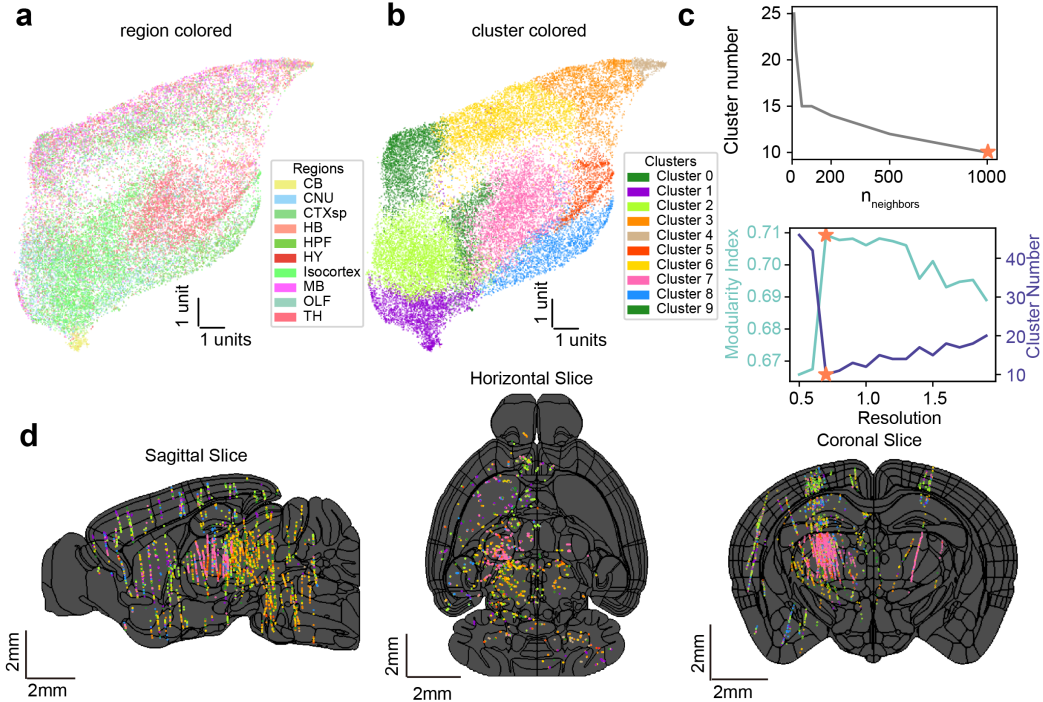 a
region colored
Regions
CB
CNU
CTXsp
HB
HPF
HY
Isocortex
MB
OLF
TH
1 unit
1 units
b
cluster colored
Clusters
Cluster 0
Cluster 1
Cluster 2
Cluster 3
Cluster 4
Cluster 5
Cluster 6
Cluster 7
Cluster 8
Cluster 9
1 unit
1 units
c
Cluster number
25
20
15
10
0
200
500
1000
nneighbors
Modularity Index
0.71
0.70
0.69
0.68
0.67
Cluster Number
40
30
20
10
0.5
1.0
1.5
Resolution
d
Sagittal Slice
2mm
2mm
Horizontal Slice
2mm
2mm
Coronal Slice
2mm
2mm